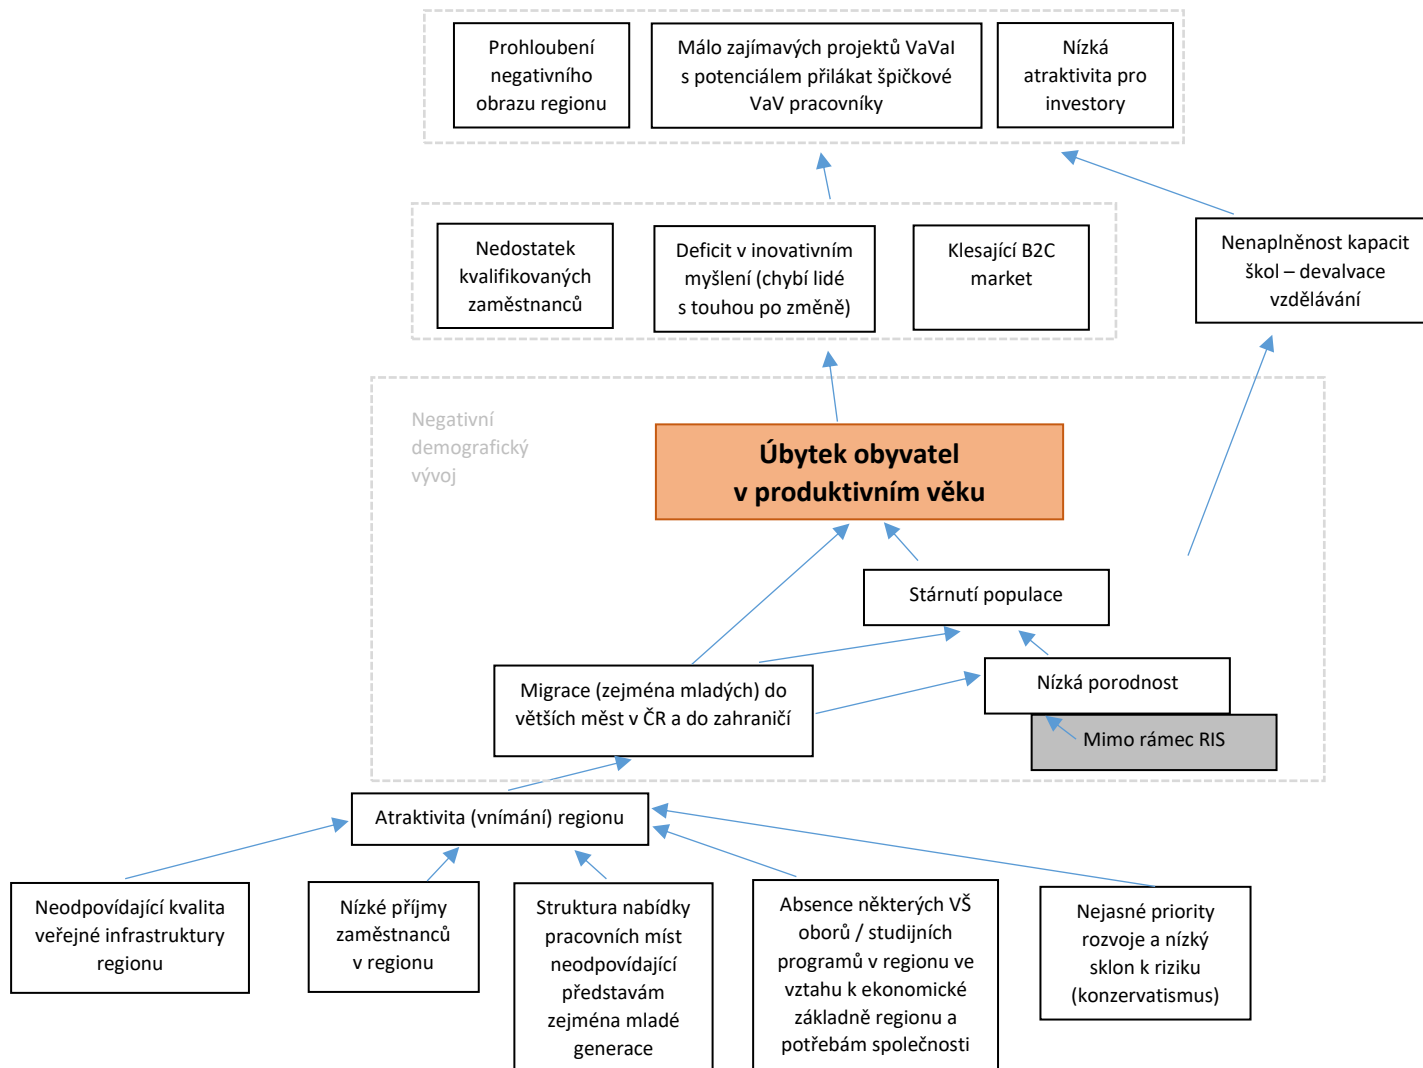 Prohloubení
negativního
obrazu regionu
Málo zajímavých projektů VaVaI
s potenciálem přilákat špičkové
VaV pracovníky
Nízká
atraktivita pro
investory
Nedostatek
kvalifikovaných
zaměstnanců
Deficit v inovativním
myšlení (chybí lidé
s touhou po změně)
Klesající B2C
market
Nenaplněnost kapacit
škol – devalvace
vzdělávání
Negativní
demografický
vývoj
Úbytek obyvatel
v produktivním věku
Stárnutí populace
Migrace (zejména mladých) do
větších měst v ČR a do zahraničí
Nízká porodnost
Mimo rámec RIS
Atraktivita (vnímání) regionu
Neodpovídající kvalita
veřejné infrastruktury
regionu
Nízké příjmy
zaměstnanců
v regionu
Struktura nabídky
pracovních míst
neodpovídající
představám
zejména mladé
generace
Absence některých VŠ
oborů / studijních
programů v regionu ve
vztahu k ekonomické
základně regionu a
potřebám společnosti
Nejasné priority
rozvoje a nízký
sklon k riziku
(konzervatismus)